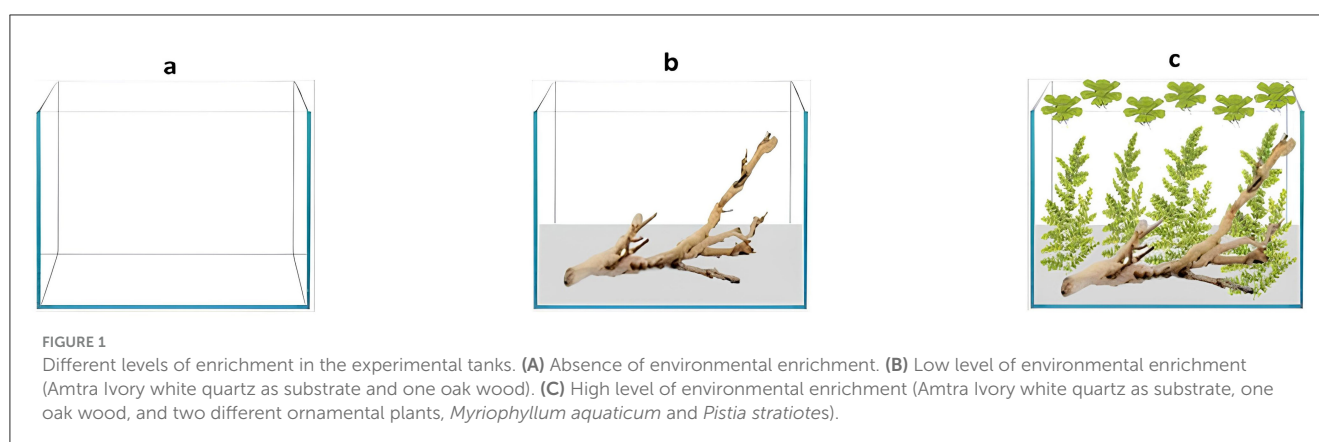 a
b
c
FIGURE 1
Different levels of enrichment in the experimental tanks. (A) Absence of environmental enrichment. (B) Low level of environmental enrichment
(Amtra Ivory white quartz as substrate and one oak wood). (C) High level of environmental enrichment (Amtra Ivory white quartz as substrate, one
oak wood, and two different ornamental plants, Myriophyllum aquaticum and Pistia stratiotes).